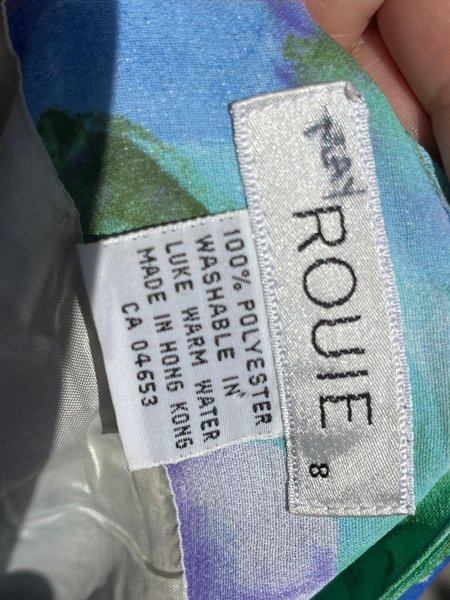 ROUIE
8
100% POLYESTER
WASHABLE IN
LUKE WARM WATER
MADE IN HONG KONG
CA 04653